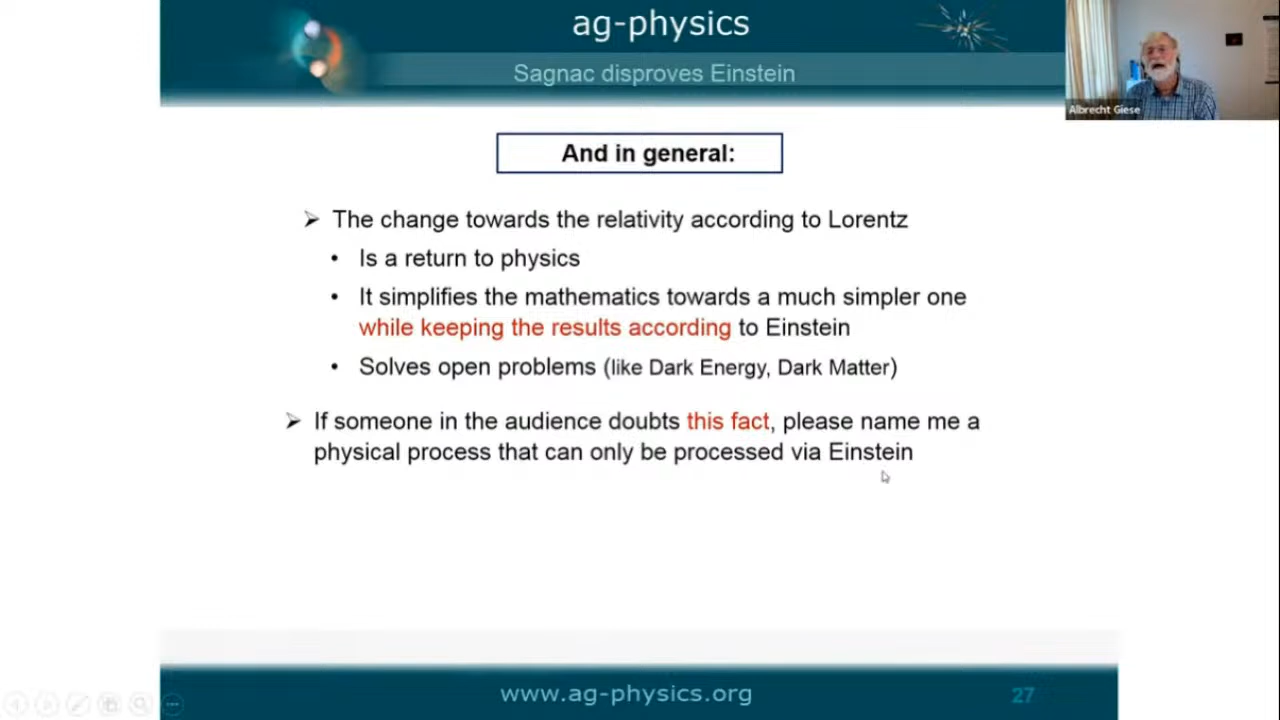 ag-physics
Sagnac disproves Einstein
Albrecht Giese
And in general:
The change towards the relativity according to Lorentz
Is a return to physics
It simplifies the mathematics towards a much simpler one
while keeping the results according to Einstein
Solves open problems (like Dark Energy, Dark Matter)
If someone in the audience doubts this fact, please name me a
physical process that can only be processed via Einstein
www.ag-physics.org
27